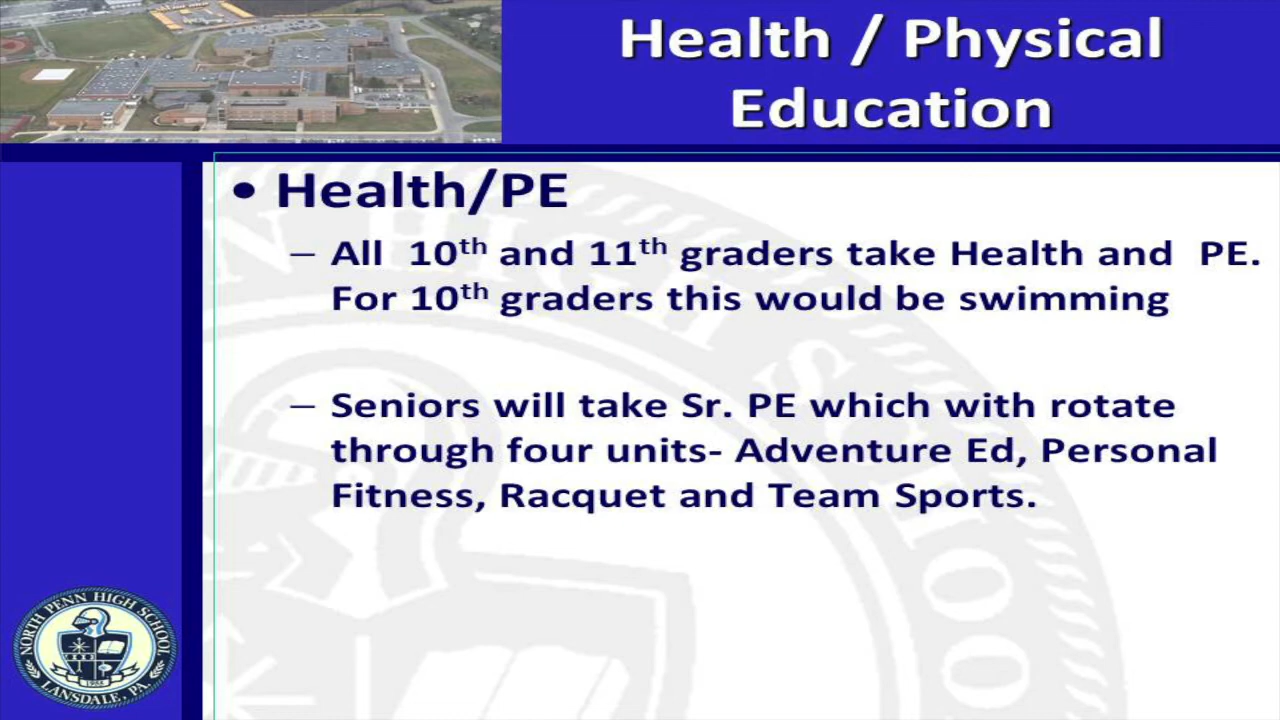 Health / Physical
Education
• Health/PE
– All 10th and 11th graders take Health and PE.
For 10th graders this would be swimming
– Seniors will take Sr. PE which with rotate
through four units- Adventure Ed, Personal
Fitness, Racquet and Team Sports.
NORTH PENN HIGH SCHOOL
LANSDALE, PA.